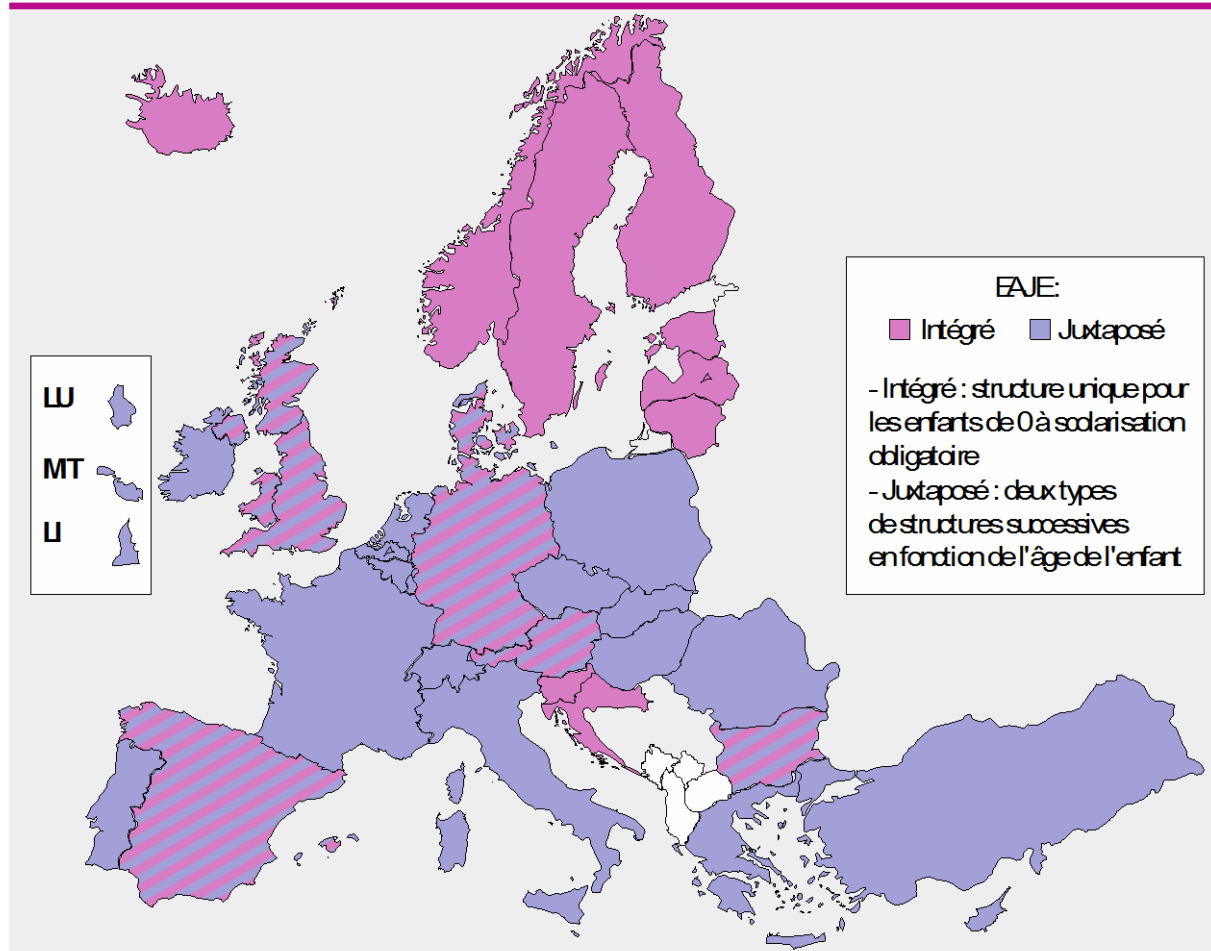 EAJE:
Intégré Juxtaposé
- Intégré : structure unique pour
les enfants de 0 à scolarisation
obligatoire
- Juxtaposé : deux types
de structures successives
en fonction de l'âge de l'enfant
LU
MT
LI